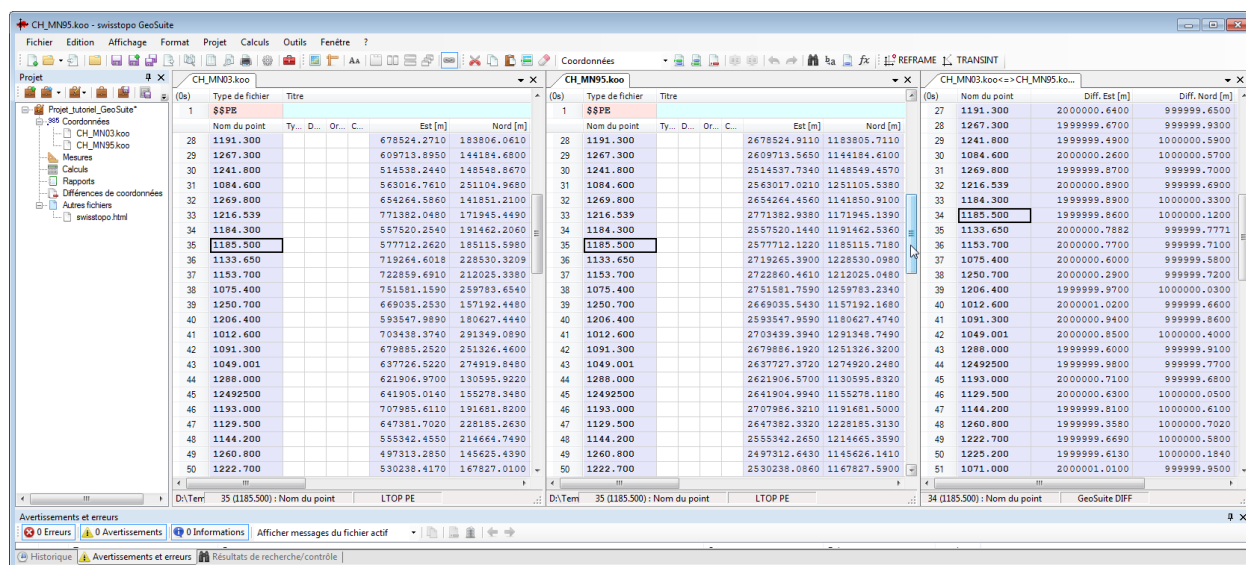 CH_MN95.koo - swisstopo GeoSuite
Fichier Edition Affichage Format Projet Calculs Outils Fenêtre ?
Coordonnées REFRAME TRANSINT
Projet
Projet_tutoriel_GeoSuite*
Coordonnées
CH_MN03.koo
CH_MN95.koo
Mesures
Calculs
Rapports
Différences de coordonnées
Autres fichiers
swisstopo.html
CH_MN03.koo
(0s) Type de fichier Titre
1 $$PE
Nom du point Ty... D... Or... C... Est [m] Nord [m]
28 1191.300 678524.2710 183806.0610
29 1267.300 609713.8950 144184.6800
30 1241.800 514538.2440 148548.8670
31 1084.600 563016.7610 251104.9680
32 1269.800 654264.5860 141851.2100
33 1216.539 771382.0480 171945.4490
34 1184.300 557520.2540 191462.2060
35 1185.500 577712.2620 185115.5980
36 1133.650 719264.6018 228530.3209
37 1153.700 722859.6910 212025.3380
38 1075.400 751581.1590 259783.6540
39 1250.700 669035.2530 157192.4480
40 1206.400 593547.9890 180627.4440
41 1012.600 703438.3740 291349.0890
42 1091.300 679885.2520 251326.4600
43 1049.001 637726.5220 274919.8480
44 1288.000 621906.9700 130595.9220
45 12492500 641905.0140 155278.3480
46 1193.000 707985.6110 191681.8200
47 1129.500 647381.7020 228185.2630
48 1144.200 555342.4550 214664.7490
49 1260.800 497313.2850 145625.4390
50 1222.700 530238.4170 167827.0100
D:\Tem 35 (1185.500) : Nom du point LTOP PE
CH_MN95.koo
(0s) Type de fichier Titre
1 $$PE
Nom du point Ty... D... Or... C... Est [m] Nord [m]
28 1191.300 2678524.9110 1183805.7110
29 1267.300 2609713.5650 1144184.6100
30 1241.800 2514537.7340 1148549.4570
31 1084.600 2563017.0210 1251105.5380
32 1269.800 2654264.4560 1141850.9100
33 1216.539 2771382.9380 1171945.1390
34 1184.300 2557520.1440 1191462.5360
35 1185.500 2577712.1220 1185115.7180
36 1133.650 2719265.3900 1228530.0980
37 1153.700 2722860.4610 1212025.0480
38 1075.400 2751581.7590 1259783.2340
39 1250.700 2669035.5430 1157192.1680
40 1206.400 2593547.9590 1180627.4740
41 1012.600 2703439.3940 1291348.7490
42 1091.300 2679886.1920 1251326.3200
43 1049.001 2637727.3720 1274920.2480
44 1288.000 2621906.5700 1130595.8320
45 12492500 2641904.9940 1155278.1180
46 1193.000 2707986.3210 1191681.5000
47 1129.500 2647382.3320 1228185.3130
48 1144.200 2555342.2650 1214665.3590
49 1260.800 2497312.6430 1145626.1410
50 1222.700 2530238.0860 1167827.5900
D:\Tem 35 (1185.500) : Nom du point LTOP PE
CH_MN03.koo<=>CH_MN95.ko...
(0s) Nom du point Diff. Est [m] Diff. Nord [m]
27 1191.300 2000000.6400 999999.6500
28 1267.300 1999999.6700 999999.9300
29 1241.800 1999999.4900 1000000.5900
30 1084.600 2000000.2600 1000000.5700
31 1269.800 1999999.8700 999999.7000
32 1216.539 2000000.8900 999999.6900
33 1184.300 1999999.8900 1000000.3300
34 1185.500 1999999.8600 1000000.1200
35 1133.650 2000000.7882 999999.7771
36 1153.700 2000000.7700 999999.7100
37 1075.400 2000000.6000 999999.5800
38 1250.700 2000000.2900 999999.7200
39 1206.400 1999999.9700 1000000.0300
40 1012.600 2000001.0200 999999.6600
41 1091.300 2000000.9400 999999.8600
42 1049.001 2000000.8500 1000000.4000
43 1288.000 1999999.6000 999999.9100
44 12492500 1999999.9800 999999.7700
45 1193.000 2000000.7100 999999.6800
46 1129.500 2000000.6300 1000000.0500
47 1144.200 1999999.8100 1000000.6100
48 1260.800 1999999.3580 1000000.7020
49 1222.700 1999999.6690 1000000.5800
50 1225.200 1999999.6130 1000000.1840
51 1071.000 2000001.0100 999999.9500
34 (1185.500) : Nom du point GeoSuite DIFF
Avertissements et erreurs
0 Erreurs 0 Avertissements 0 Informations Afficher messages du fichier actif
Historique Avertissements et erreurs Résultats de recherche/contrôle